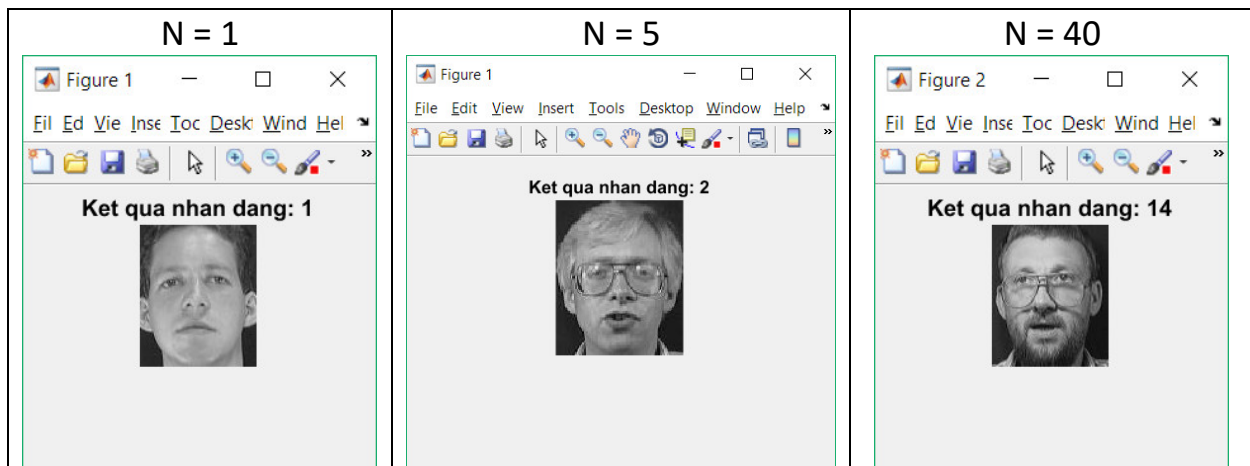 N = 1
Figure 1
Fil Ed Vie Inse Toc Desk Wind Hel
Ket qua nhan dang: 1
N = 5
Figure 1
File Edit View Insert Tools Desktop Window Help
Ket qua nhan dang: 2
N = 40
Figure 2
Fil Ed Vie Inse Toc Desk Wind Hel
Ket qua nhan dang: 14